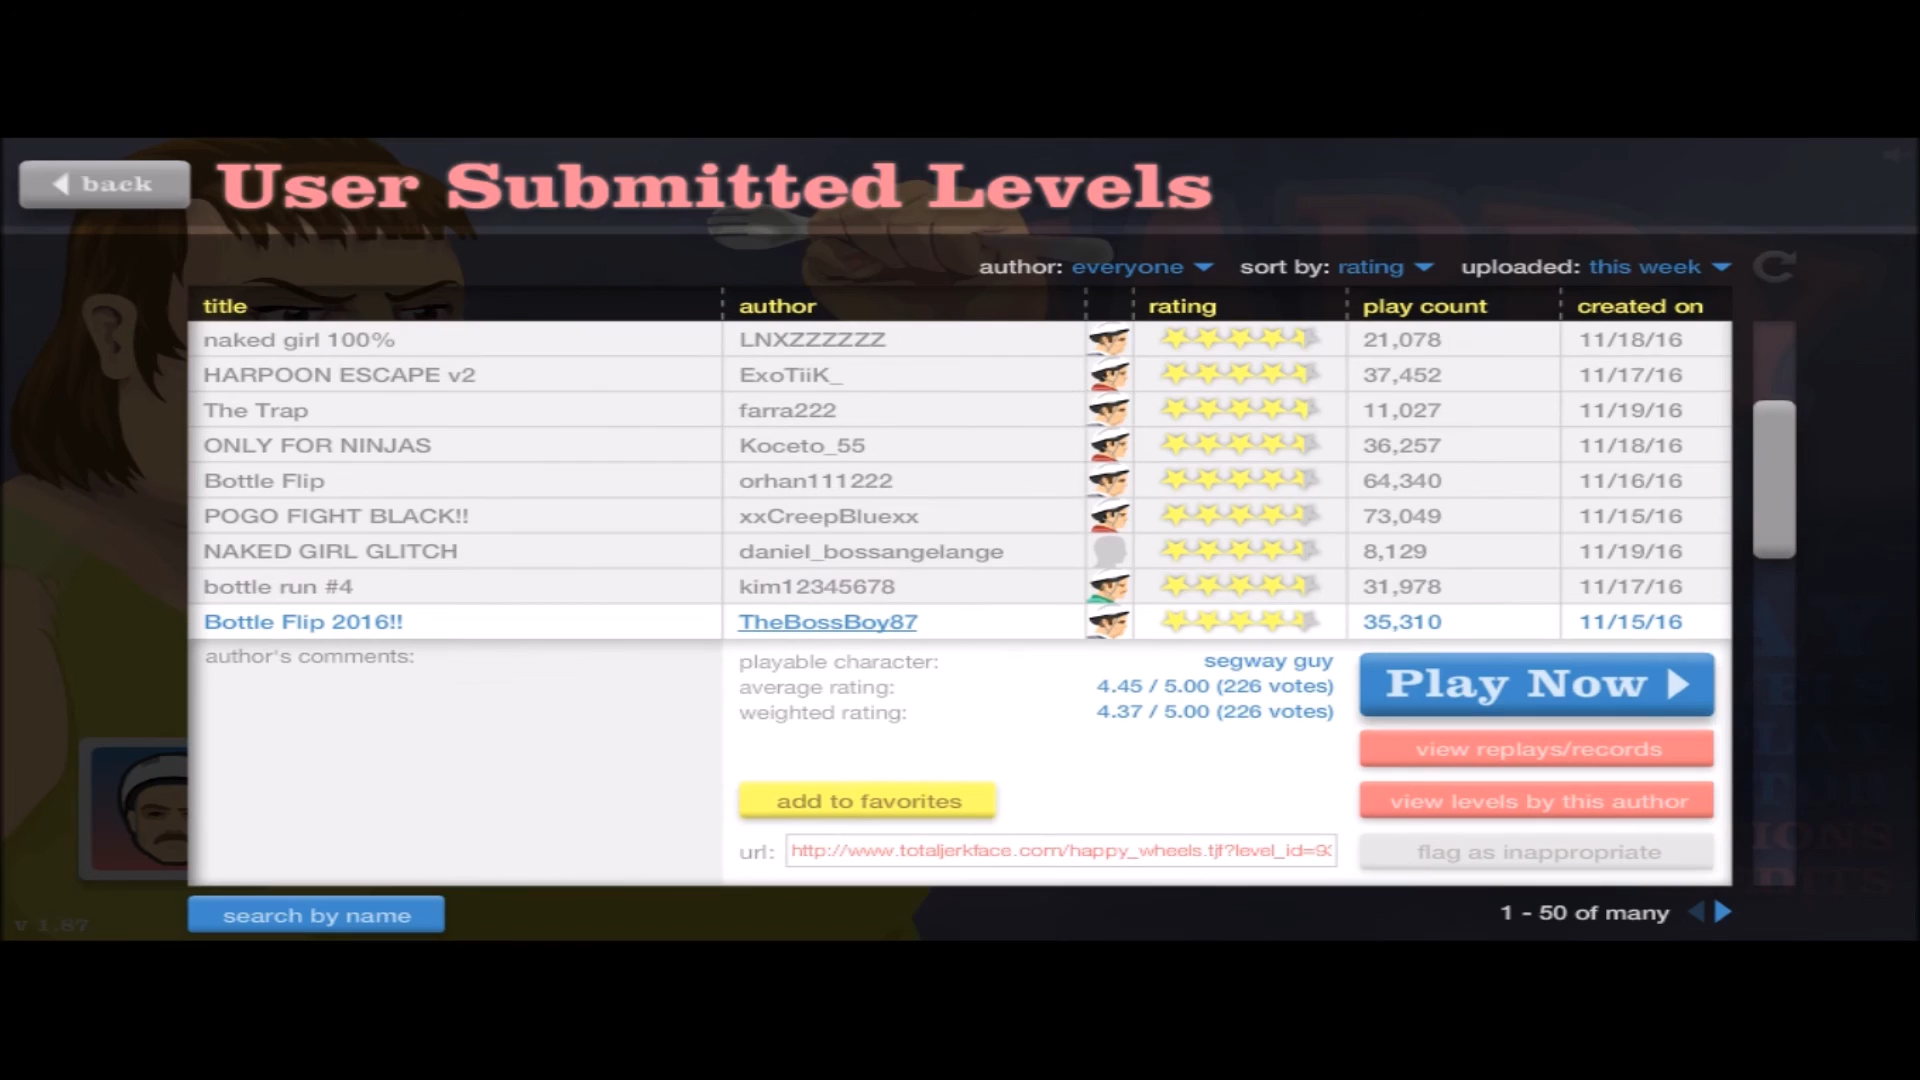 back
User Submitted Levels
author: everyone sort by: rating uploaded: this week
title author rating play count created on
naked girl 100% LNXZZZZZZ 21,078 11/18/16
HARPOON ESCAPE v2 ExoTiiK_ 37,452 11/17/16
The Trap farra222 11,027 11/19/16
ONLY FOR NINJAS Koceto_55 36,257 11/18/16
Bottle Flip orhan111222 64,340 11/16/16
POGO FIGHT BLACK!! xxCreepBluexx 73,049 11/15/16
NAKED GIRL GLITCH daniel_bossangelange 8,129 11/19/16
bottle run #4 kim12345678 31,978 11/17/16
Bottle Flip 2016!! TheBossBoy87 35,310 11/15/16
author's comments:
playable character: segway guy
average rating: 4.45 / 5.00 (226 votes)
weighted rating: 4.37 / 5.00 (226 votes)
Play Now
view replays/records
add to favorites
view levels by this author
url: http://www.totaljerkface.com/happy_wheels.tjf?level_id=9
flag as inappropriate
search by name
1 - 50 of many
v 1.87